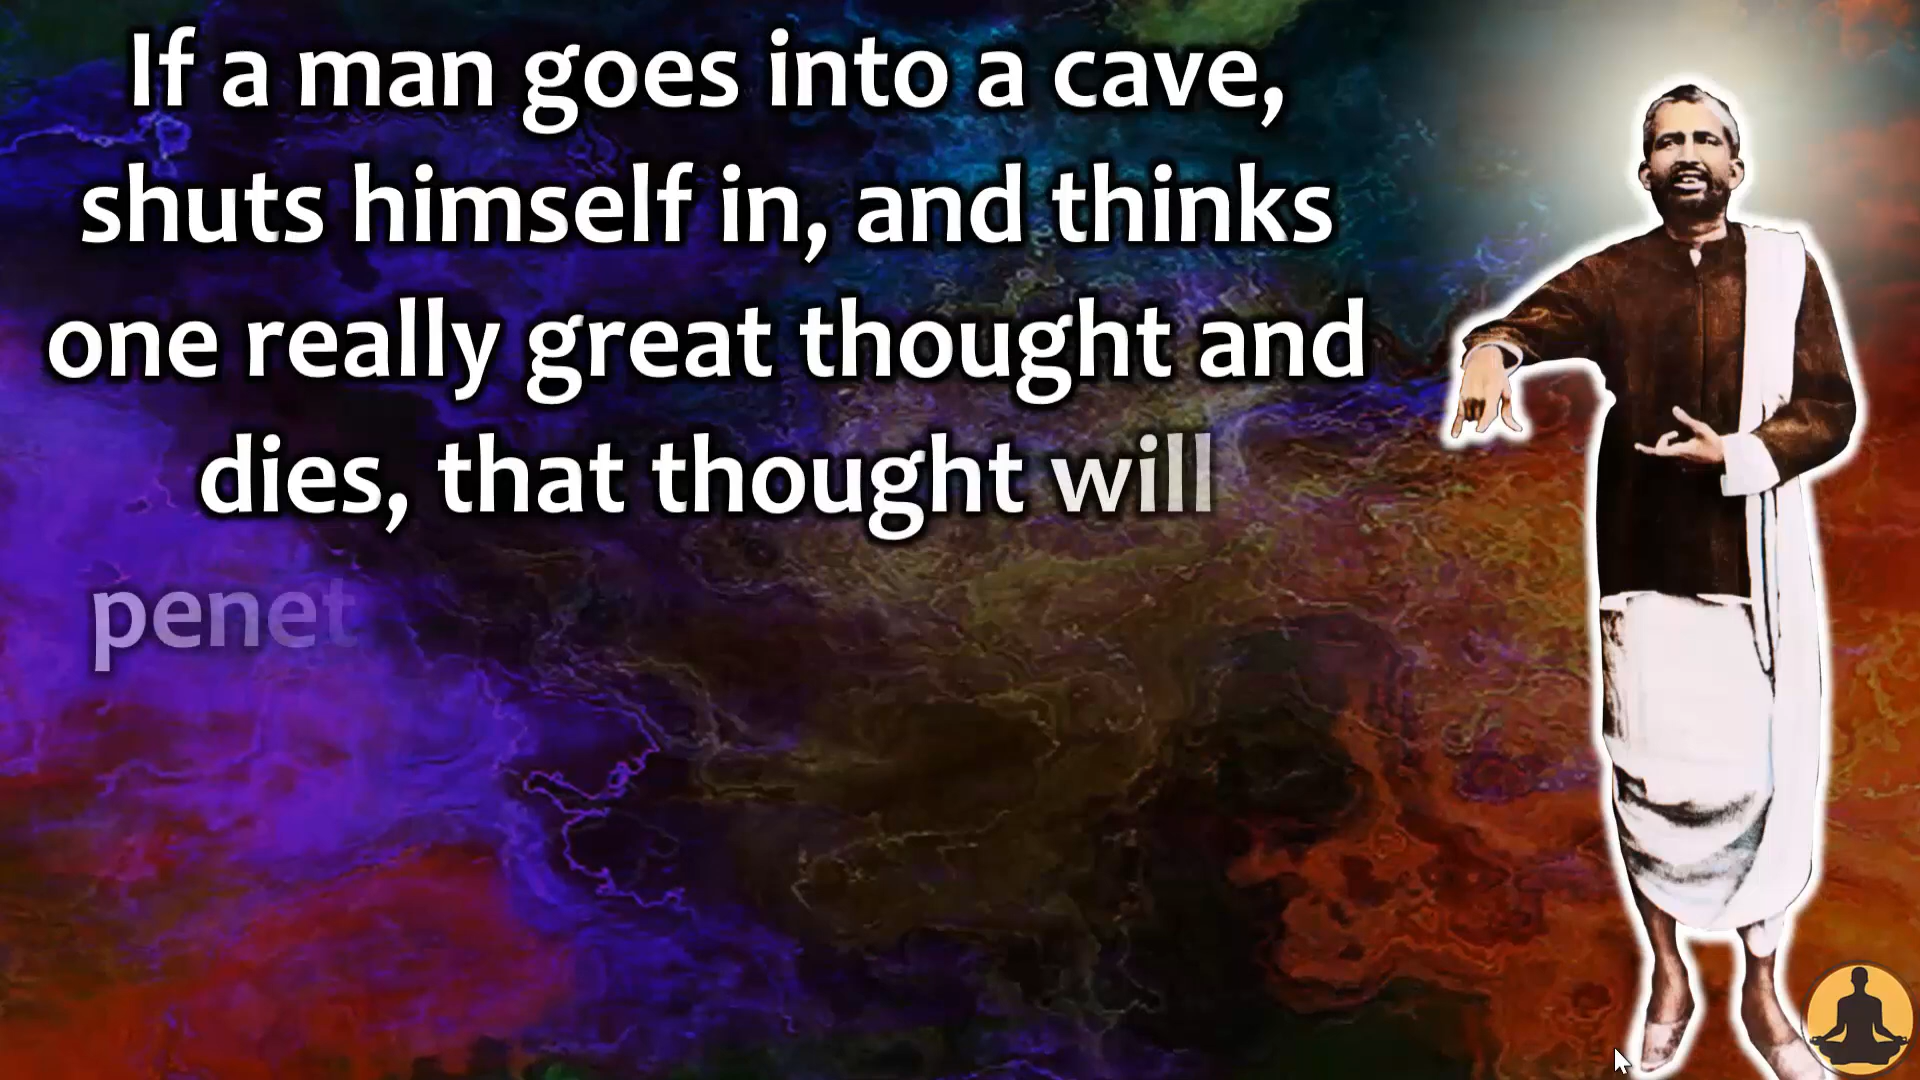 If a man goes into a cave,
shuts himself in, and thinks
one really great thought and
dies, that thought will
penet